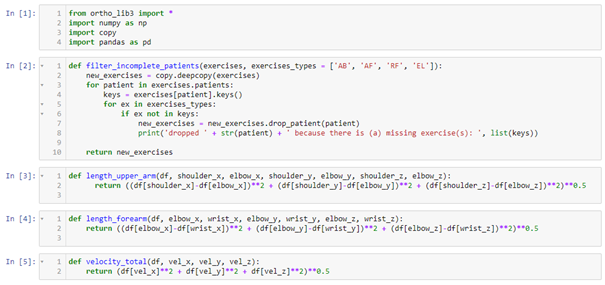 In [1]:
1 from ortho_lib3 import *
2 import numpy as np
3 import copy
4 import pandas as pd
In [2]:
1 def filter_incomplete_patients(exercises, exercises_types = ['AB', 'AF', 'RF', 'EL']):
2     new_exercises = copy.deepcopy(exercises)
3     for patient in exercises.patients:
4         keys = exercises[patient].keys()
5         for ex in exercises_types:
6             if ex not in keys:
7                 new_exercises = new_exercises.drop_patient(patient)
8                 print('dropped ' + str(patient) + ' because there is (a) missing exercise(s): ', list(keys))
9
10     return new_exercises
In [3]:
1 def length_upper_arm(df, shoulder_x, elbow_x, shoulder_y, elbow_y, shoulder_z, elbow_z):
2       return ((df[shoulder_x]-df[elbow_x])**2 + (df[shoulder_y]-df[elbow_y])**2 + (df[shoulder_z]-df[elbow_z])**2)**0.5
3
In [4]:
1 def length_forearm(df, elbow_x, wrist_x, elbow_y, wrist_y, elbow_z, wrist_z):
2     return ((df[elbow_x]-df[wrist_x])**2 + (df[elbow_y]-df[wrist_y])**2 + (df[elbow_z]-df[wrist_z])**2)**0.5
3
In [5]:
1 def velocity_total(df, vel_x, vel_y, vel_z):
2     return (df[vel_x]**2 + df[vel_y]**2 + df[vel_z]**2)**0.5